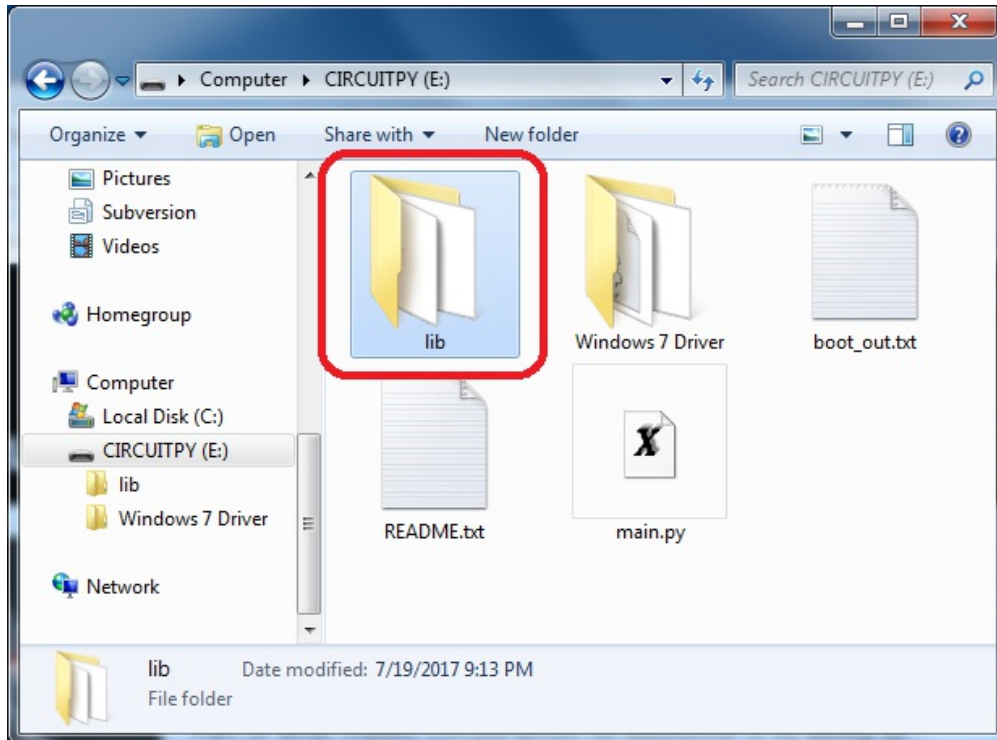 Computer ▸ CIRCUITPY (E:)
Search CIRCUITPY (E:)
Organize Open Share with New folder
Pictures
Subversion
Videos
Homegroup
Computer
Local Disk (C:)
CIRCUITPY (E:)
lib
Windows 7 Driver
Network
lib
Windows 7 Driver
boot_out.txt
README.txt
main.py
lib Date modified: 7/19/2017 9:13 PM
File folder